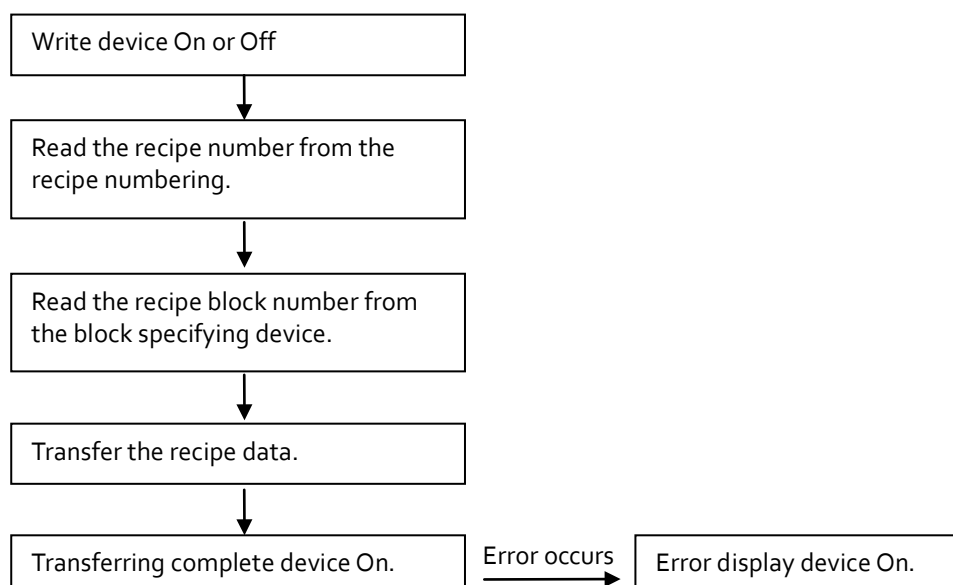 Write device On or Off
Read the recipe number from the
recipe numbering.
Read the recipe block number from
the block specifying device.
Transfer the recipe data.
Transferring complete device On.
Error occurs
Error display device On.